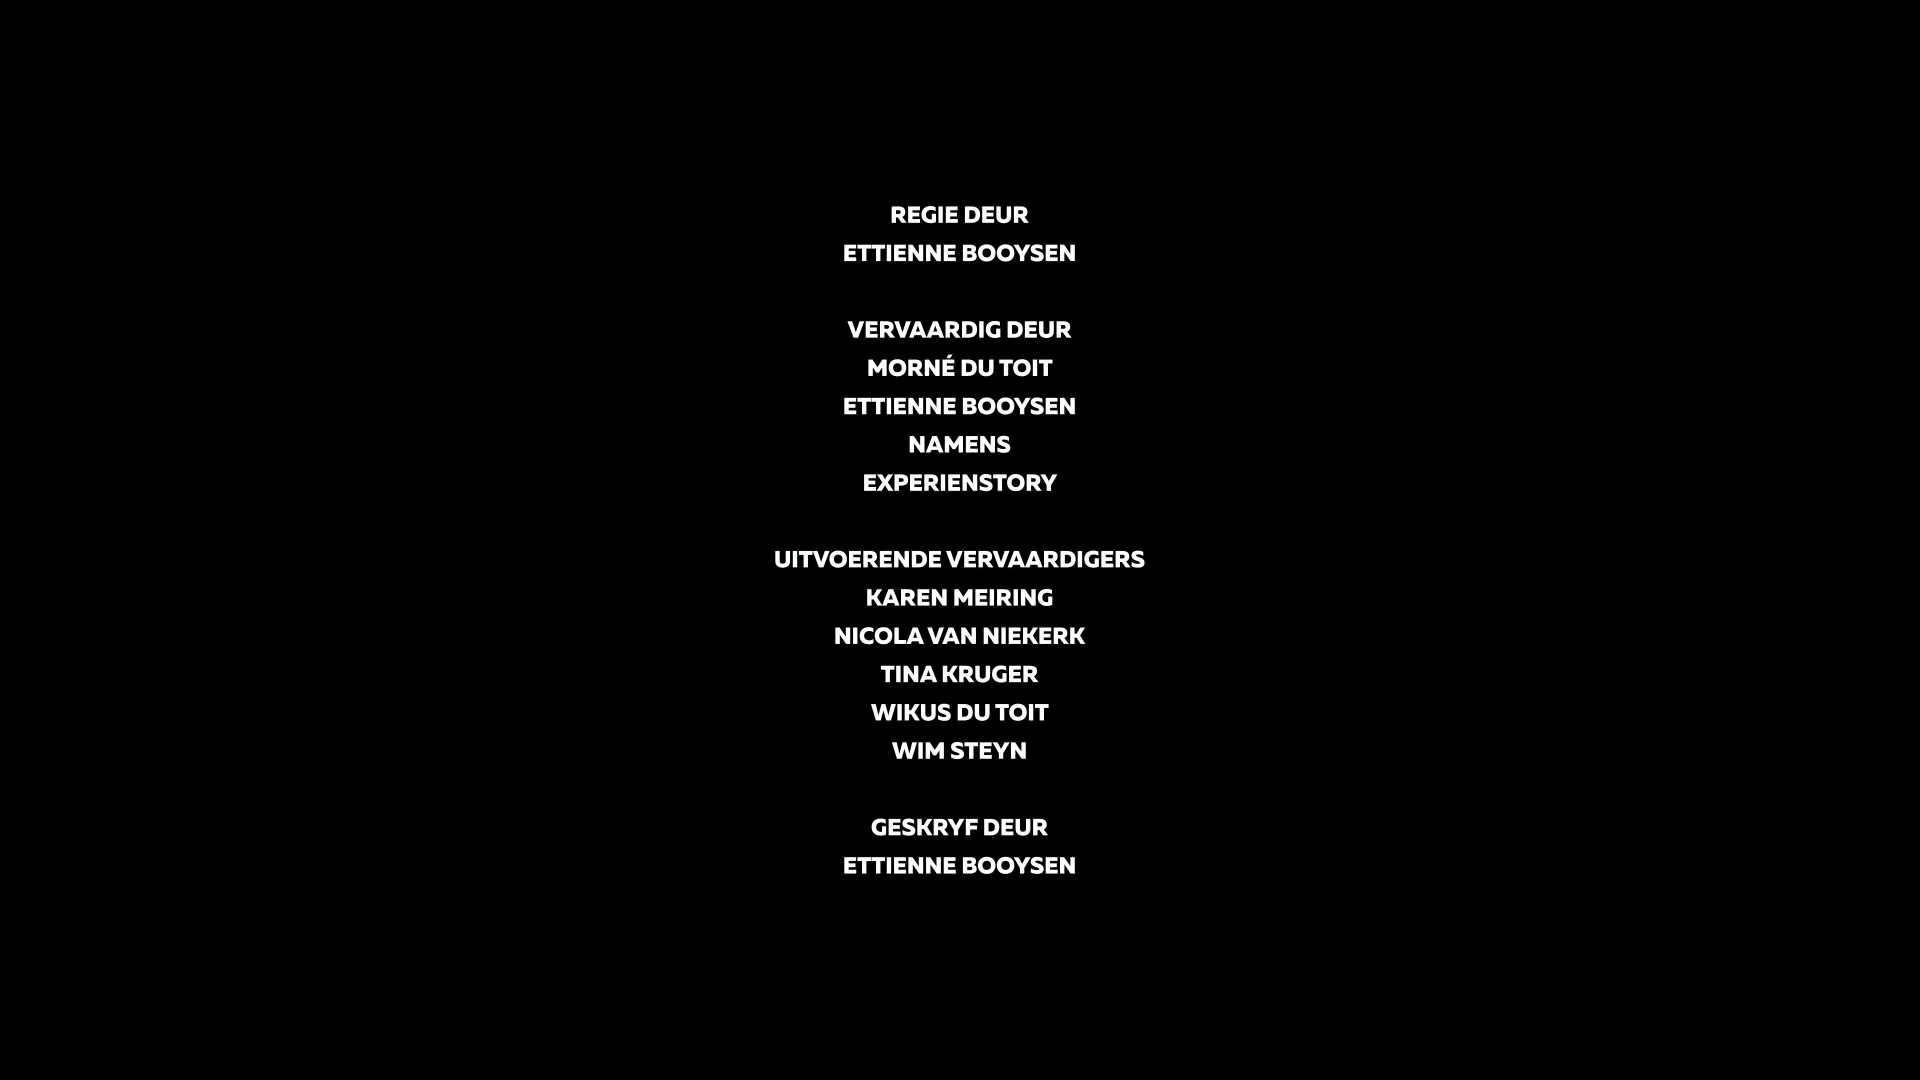 REGIE DEUR
ETTIENNE BOOYSEN
VERVAARDIG DEUR
MORNÉ DU TOIT
ETTIENNE BOOYSEN
NAMENS
EXPERIENSTORY
UITVOERENDE VERVAARDIGERS
KAREN MEIRING
NICOLA VAN NIEKERK
TINA KRUGER
WIKUS DU TOIT
WIM STEYN
GESKRYF DEUR
ETTIENNE BOOYSEN